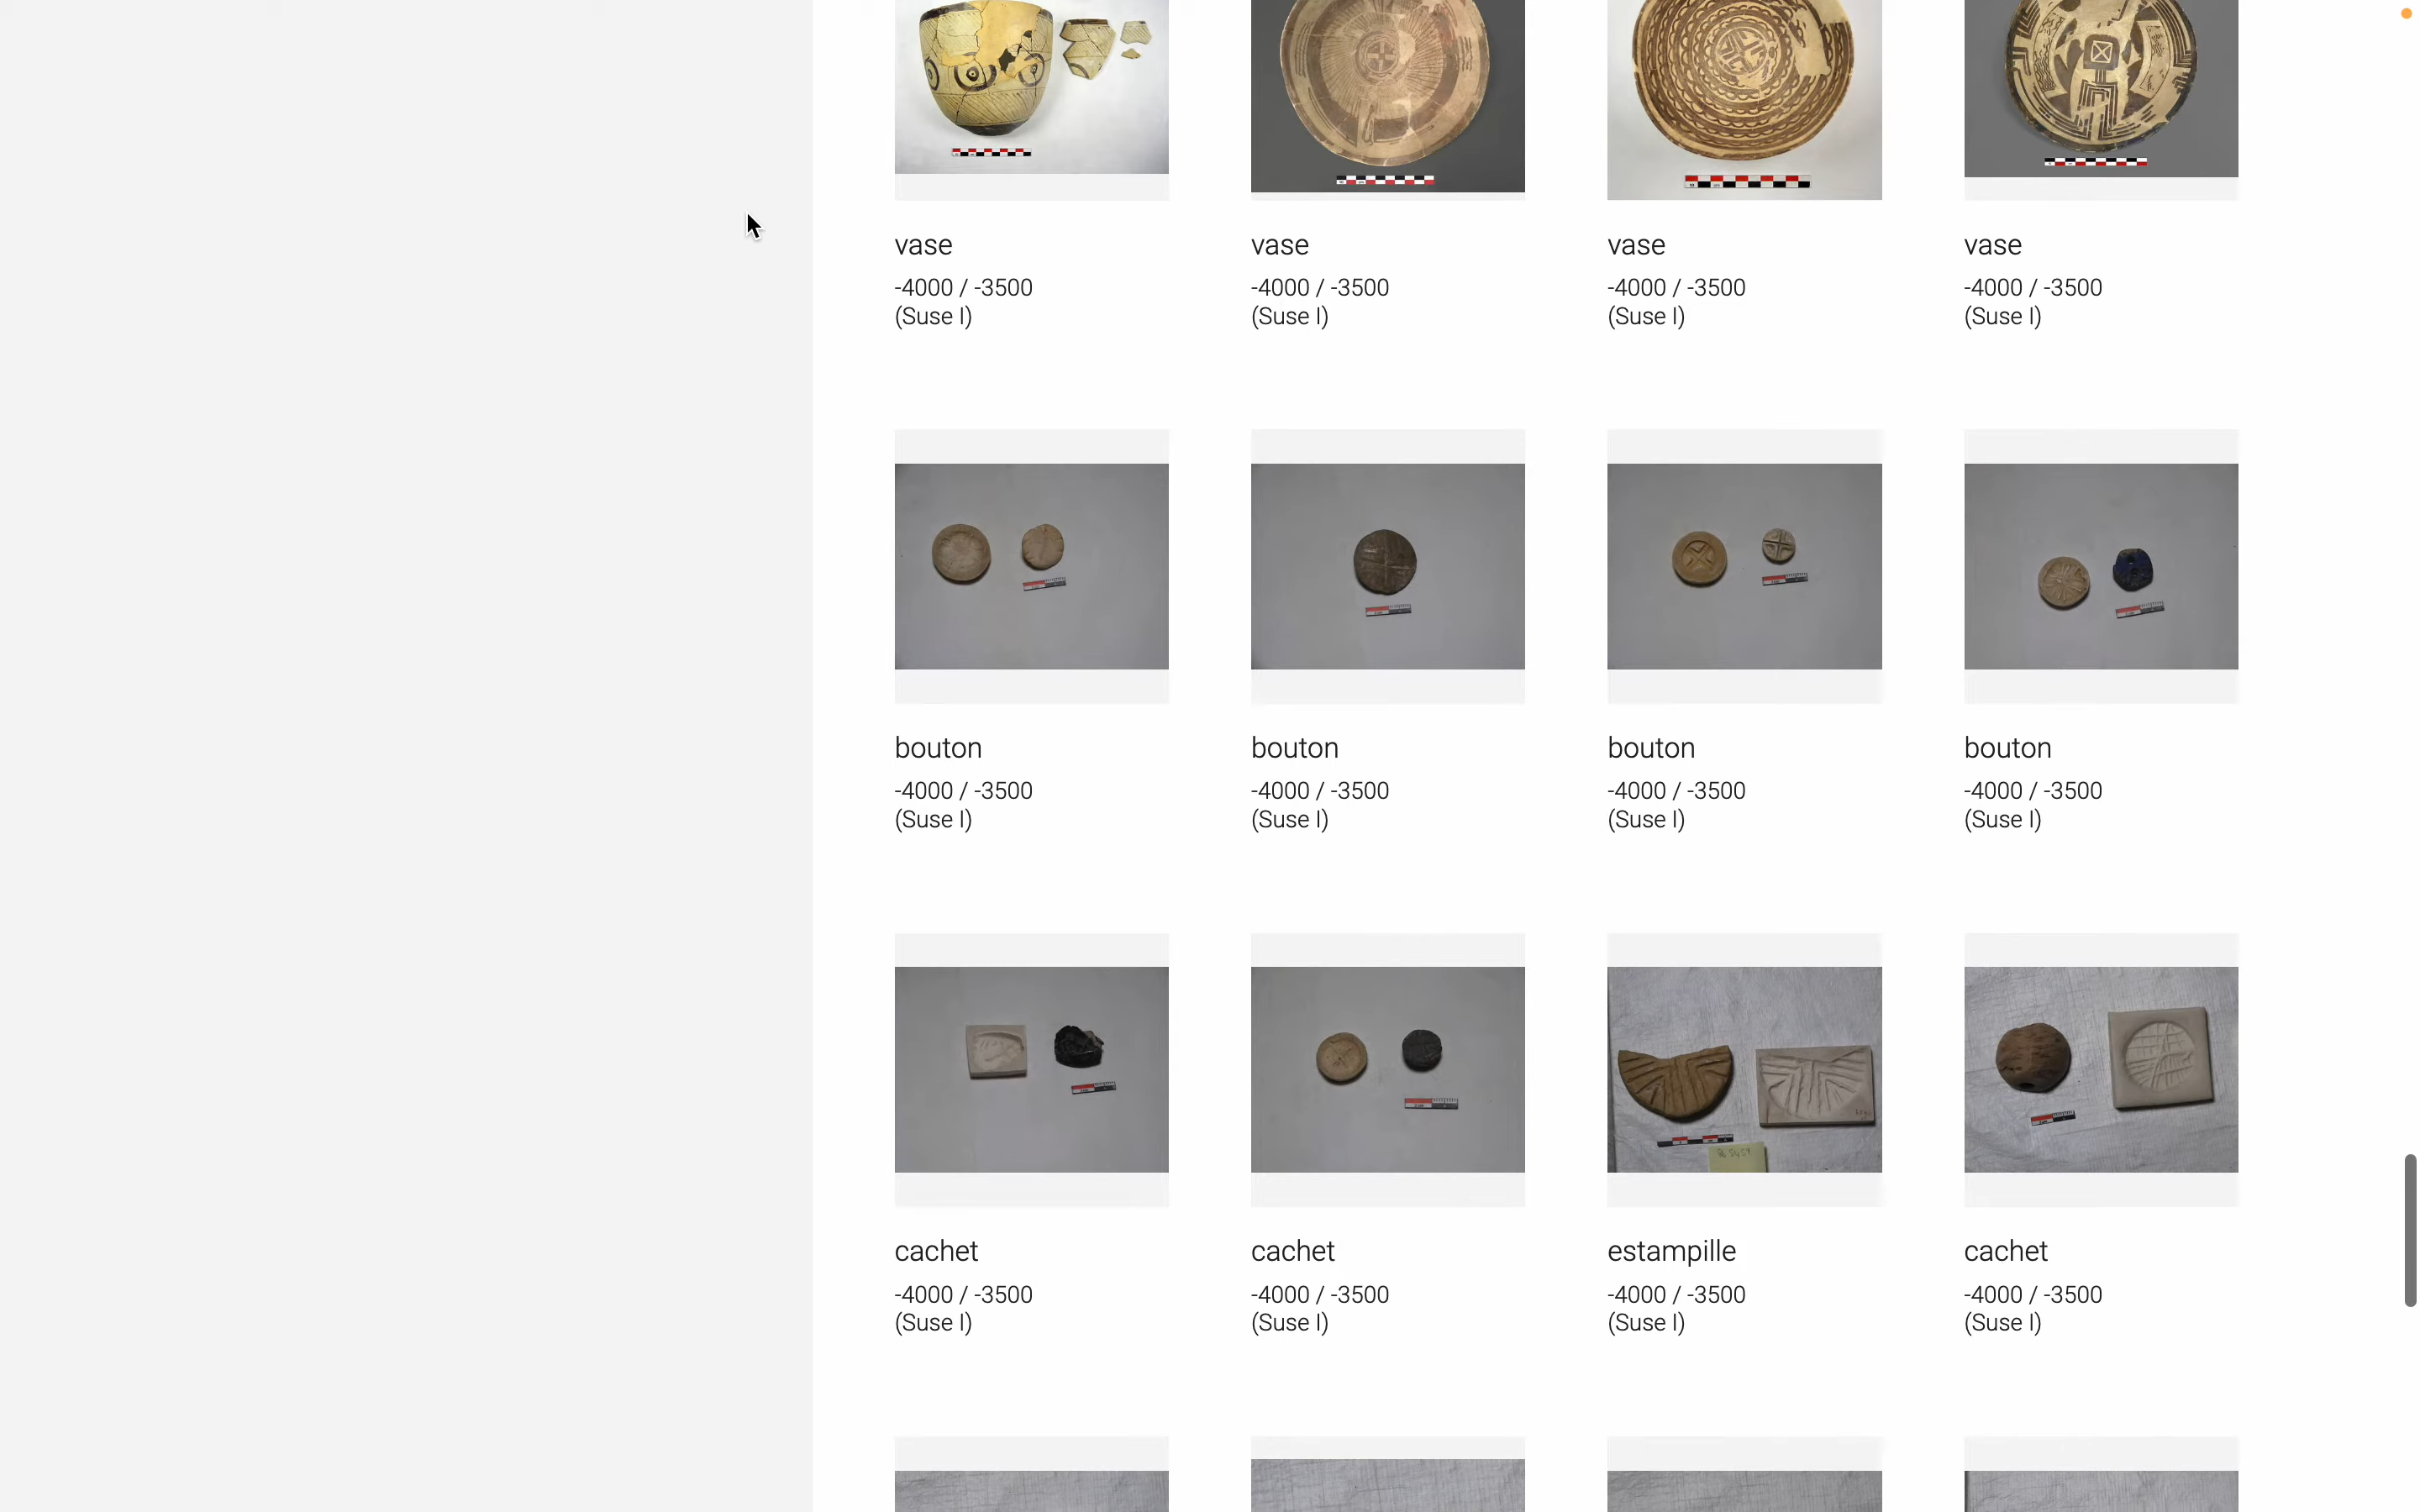 vase
-4000 / -3500
(Suse I)
vase
-4000 / -3500
(Suse I)
vase
-4000 / -3500
(Suse I)
vase
-4000 / -3500
(Suse I)
bouton
-4000 / -3500
(Suse I)
bouton
-4000 / -3500
(Suse I)
bouton
-4000 / -3500
(Suse I)
bouton
-4000 / -3500
(Suse I)
cachet
-4000 / -3500
(Suse I)
cachet
-4000 / -3500
(Suse I)
estampille
-4000 / -3500
(Suse I)
cachet
-4000 / -3500
(Suse I)